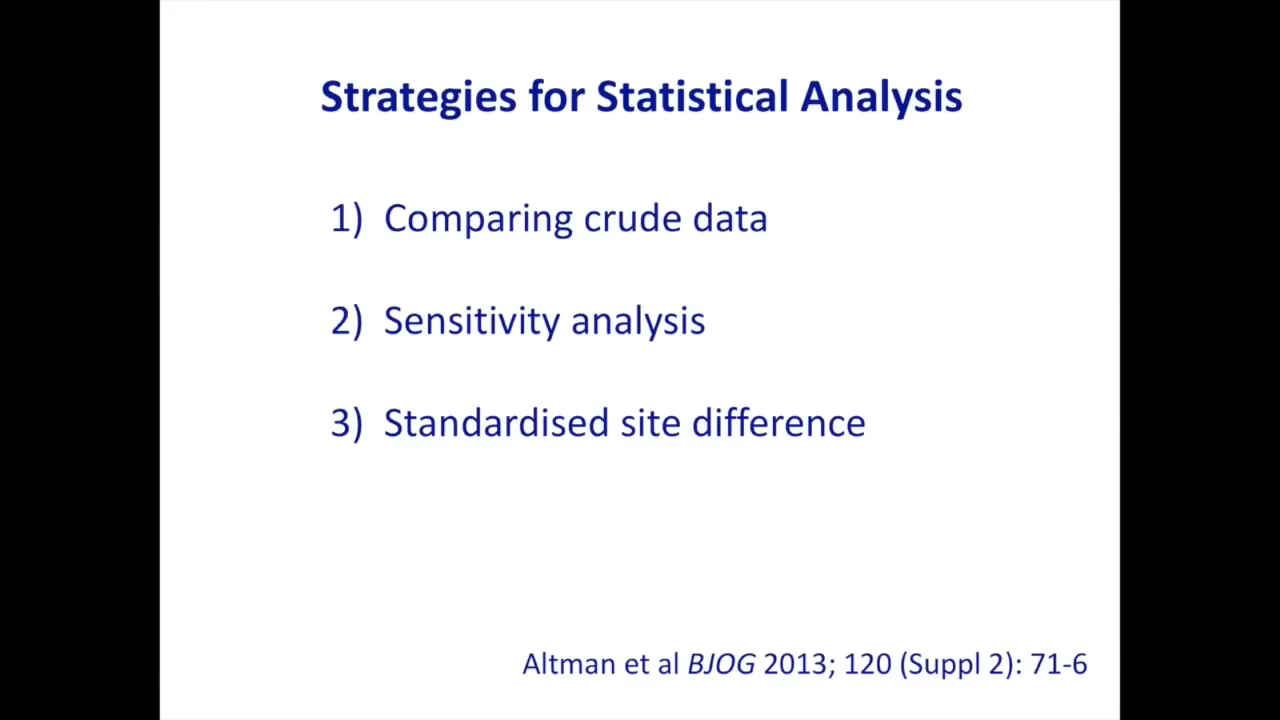 Strategies for Statistical Analysis
1) Comparing crude data
2) Sensitivity analysis
3) Standardised site difference
Altman et al BJOG 2013; 120 (Suppl 2): 71-6